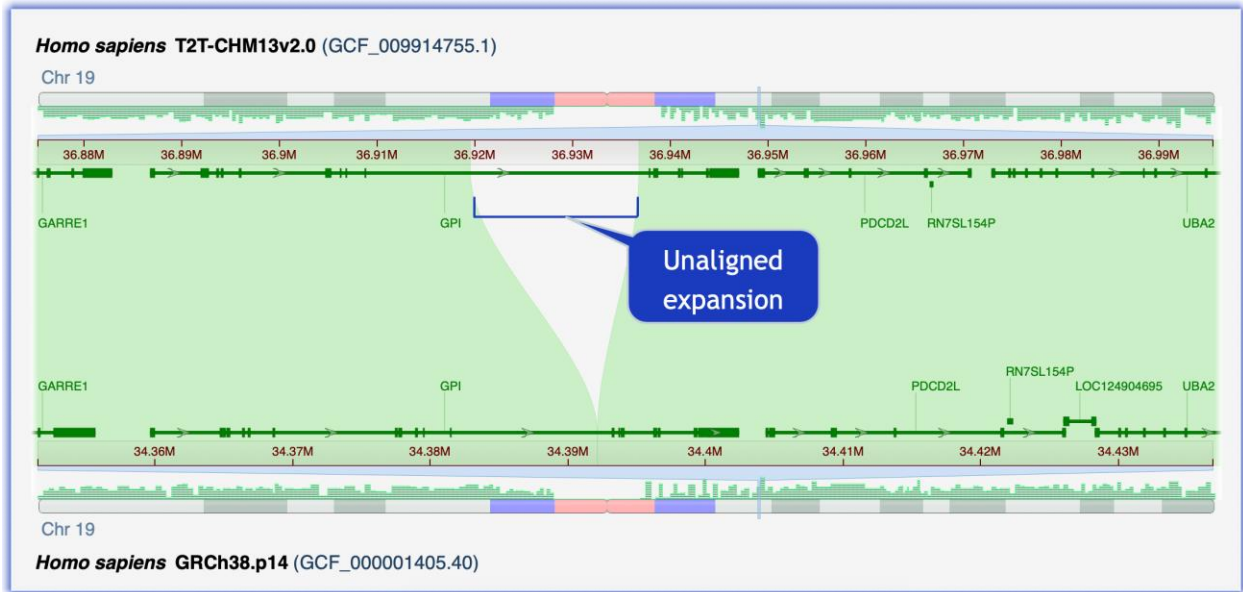 Homo sapiens T2T-CHM13v2.0 (GCF_009914755.1)
Chr 19
36.88M 36.89M 36.9M 36.91M 36.92M 36.93M 36.94M 36.95M 36.96M 36.97M 36.98M 36.99M
GARRE1 GPI PDCD2L RN7SL154P UBA2
Unaligned
expansion
RN7SL154P
GARRE1 GPI PDCD2L LOC124904695 UBA2
34.36M 34.37M 34.38M 34.39M 34.4M 34.41M 34.42M 34.43M
Chr 19
Homo sapiens GRCh38.p14 (GCF_000001405.40)